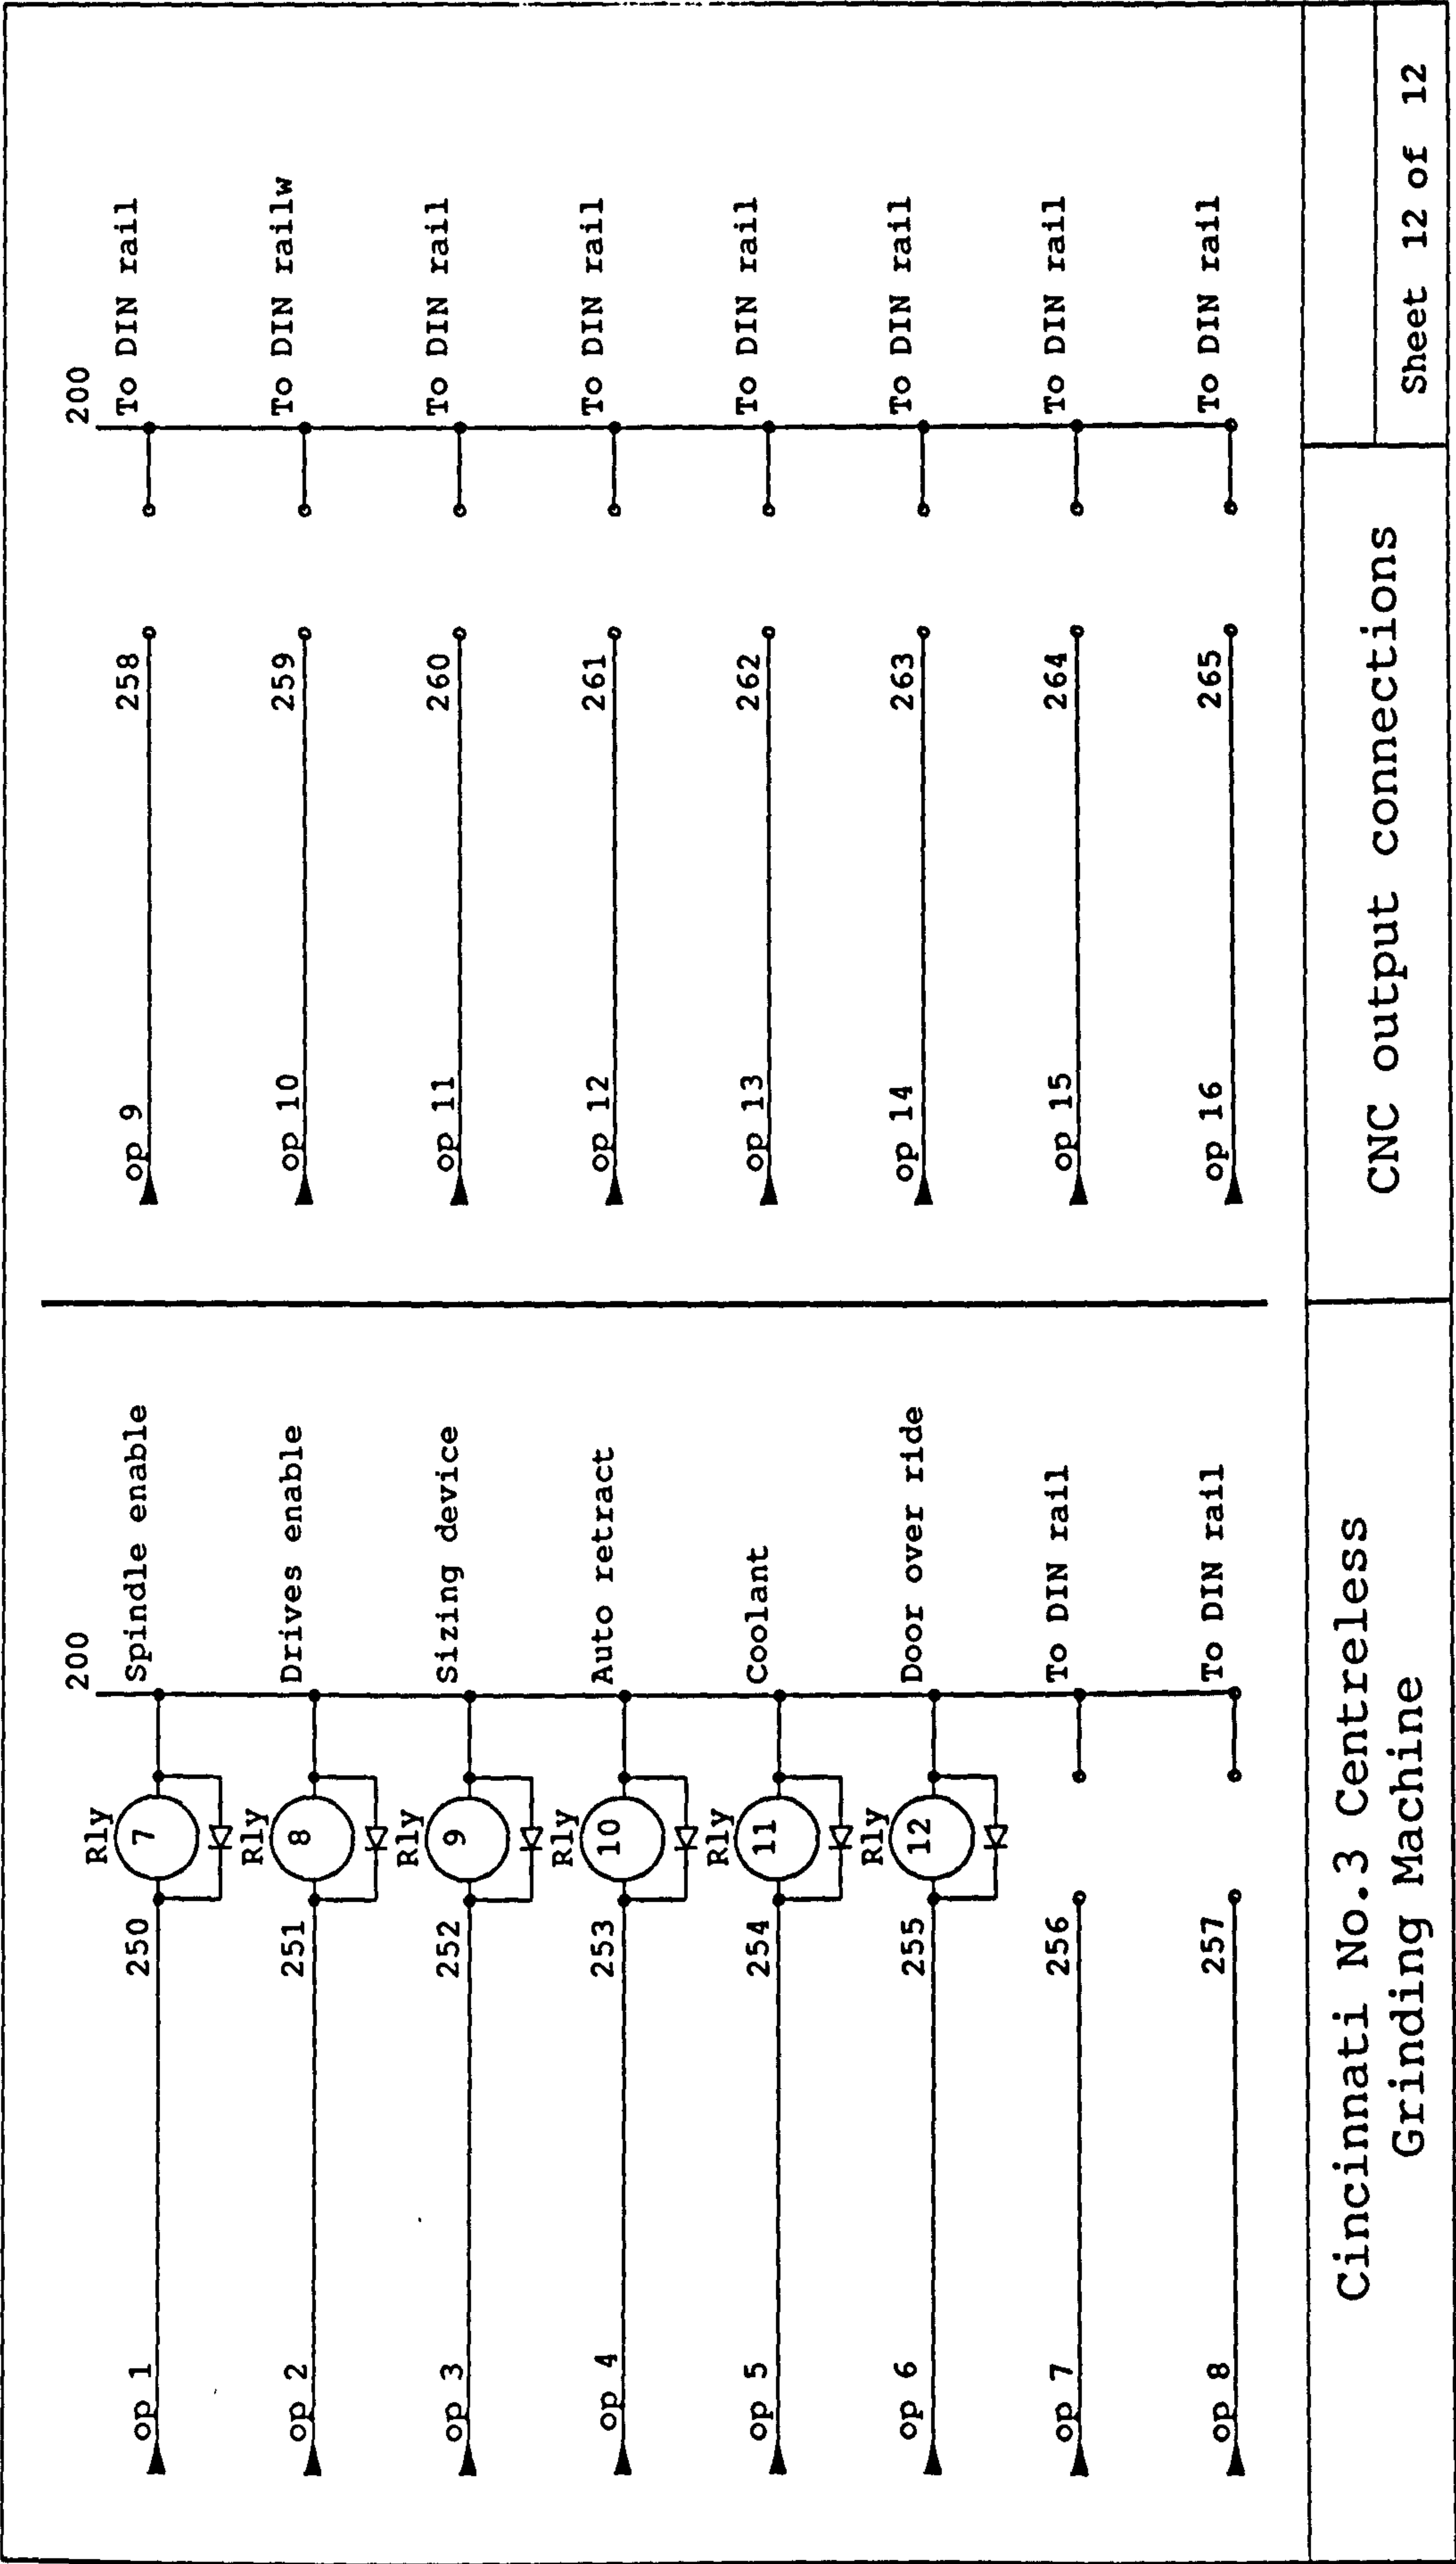 200
Rly
op 1
250
7
Spindle enable
Rly
op 2
251
8
Drives enable
Rly
op 3
252
9
Sizing device
Rly
op 4
253
10
Auto retract
Rly
op 5
254
11
Coolant
Rly
op 6
255
12
Door over ride
op 7
256
To DIN rail
op 8
257
To DIN rail
200
op 9
258
To DIN rail
op 10
259
To DIN railw
op 11
260
To DIN rail
op 12
261
To DIN rail
op 13
262
To DIN rail
op 14
263
To DIN rail
op 15
264
To DIN rail
op 16
265
To DIN rail
Cincinnati No.3 Centreless
Grinding Machine
CNC output connections
Sheet 12 of 12